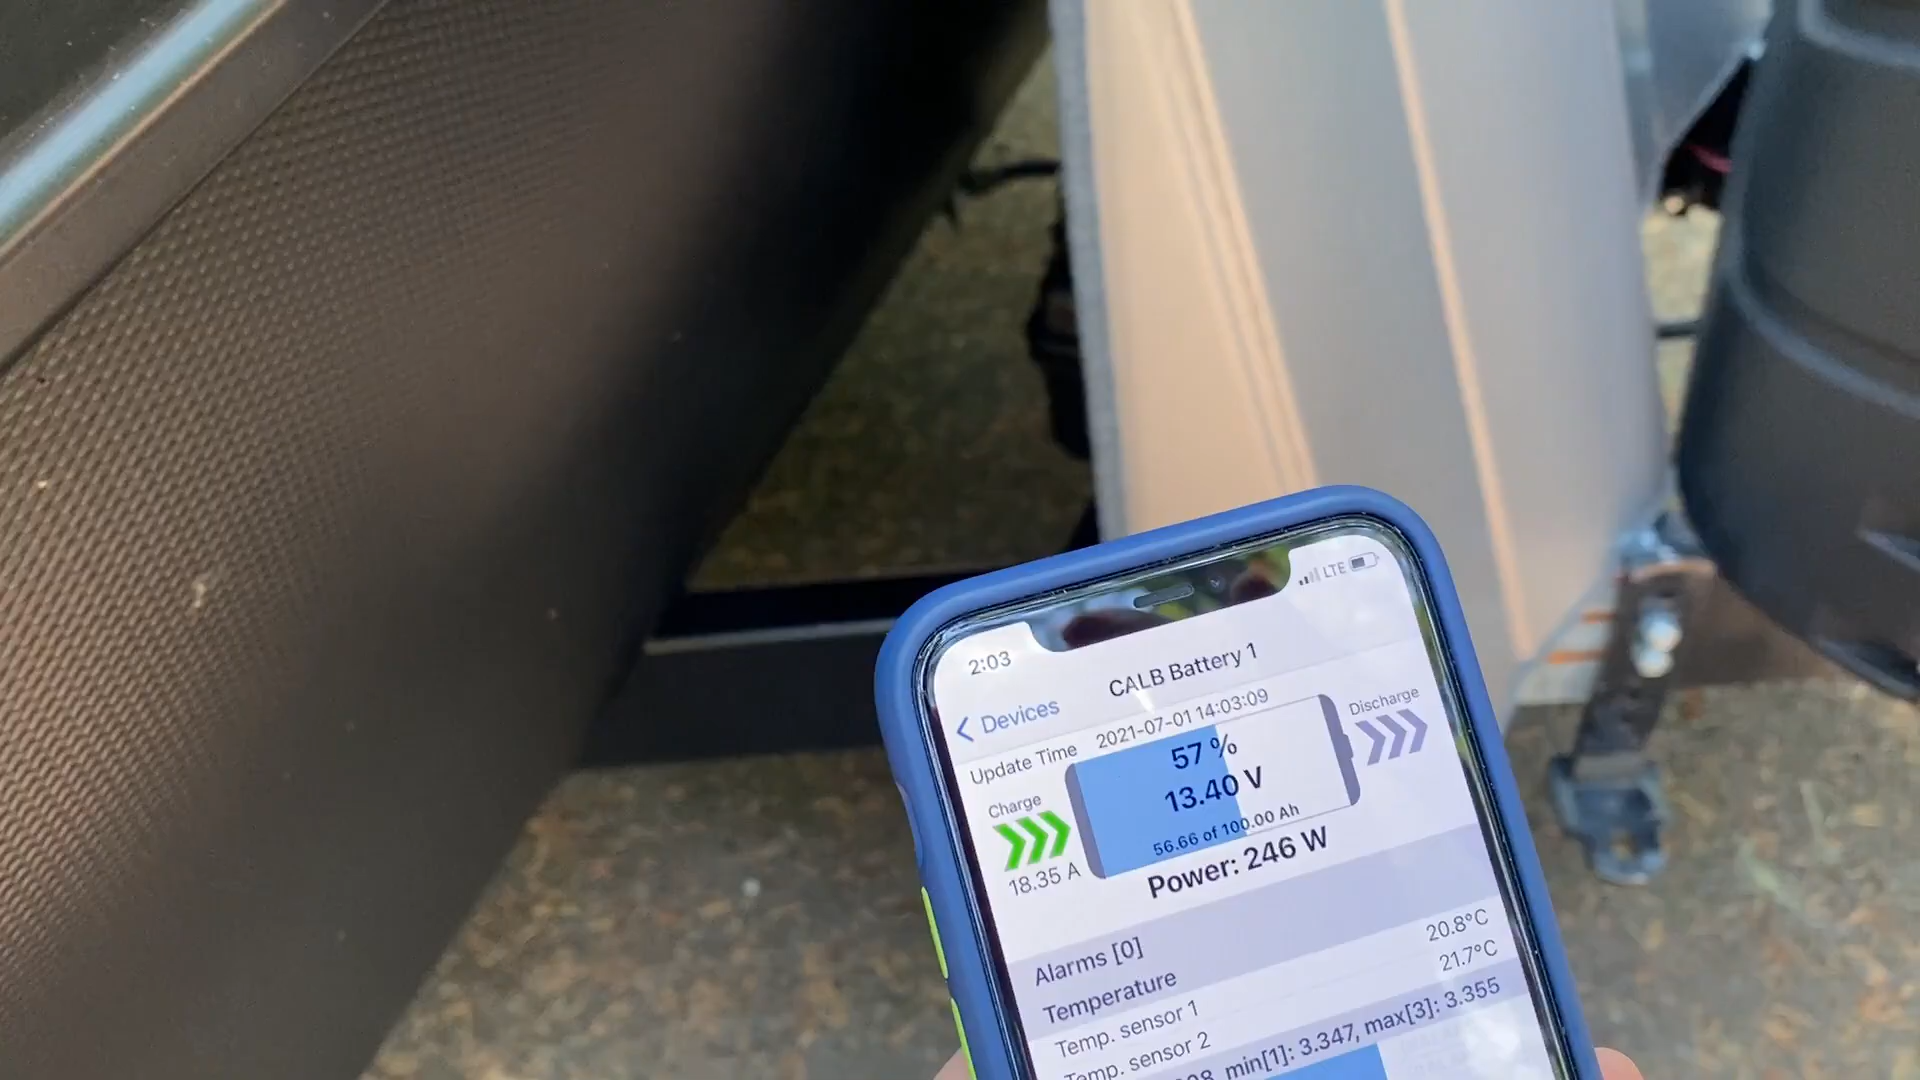 2:03
LTE
Devices
CALB Battery 1
Update Time 2021-07-01 14:03:09
Charge
18.35 A
57 %
13.40 V
56.66 of 100.00 Ah
Discharge
Power: 246 W
Alarms [0]
Temperature
Temp. sensor 1 20.8°C
Temp. sensor 2 21.7°C
min[1]: 3.347, max[3]: 3.355